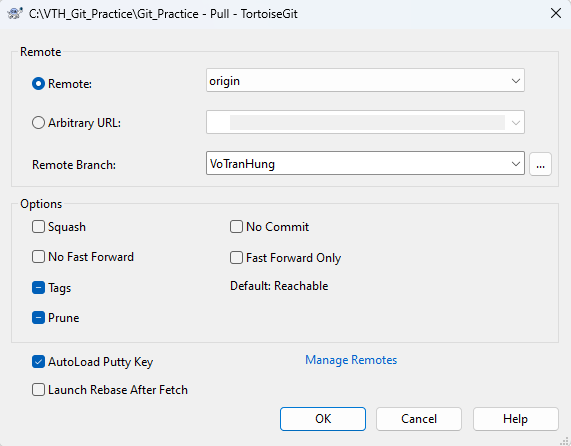 C:\VTH_Git_Practice\Git_Practice - Pull - TortoiseGit
Remote
Remote:
origin
Arbitrary URL:
Remote Branch:
VoTranHung
...
Options
Squash
No Commit
No Fast Forward
Fast Forward Only
Tags
Default: Reachable
Prune
AutoLoad Putty Key
Manage Remotes
Launch Rebase After Fetch
OK
Cancel
Help